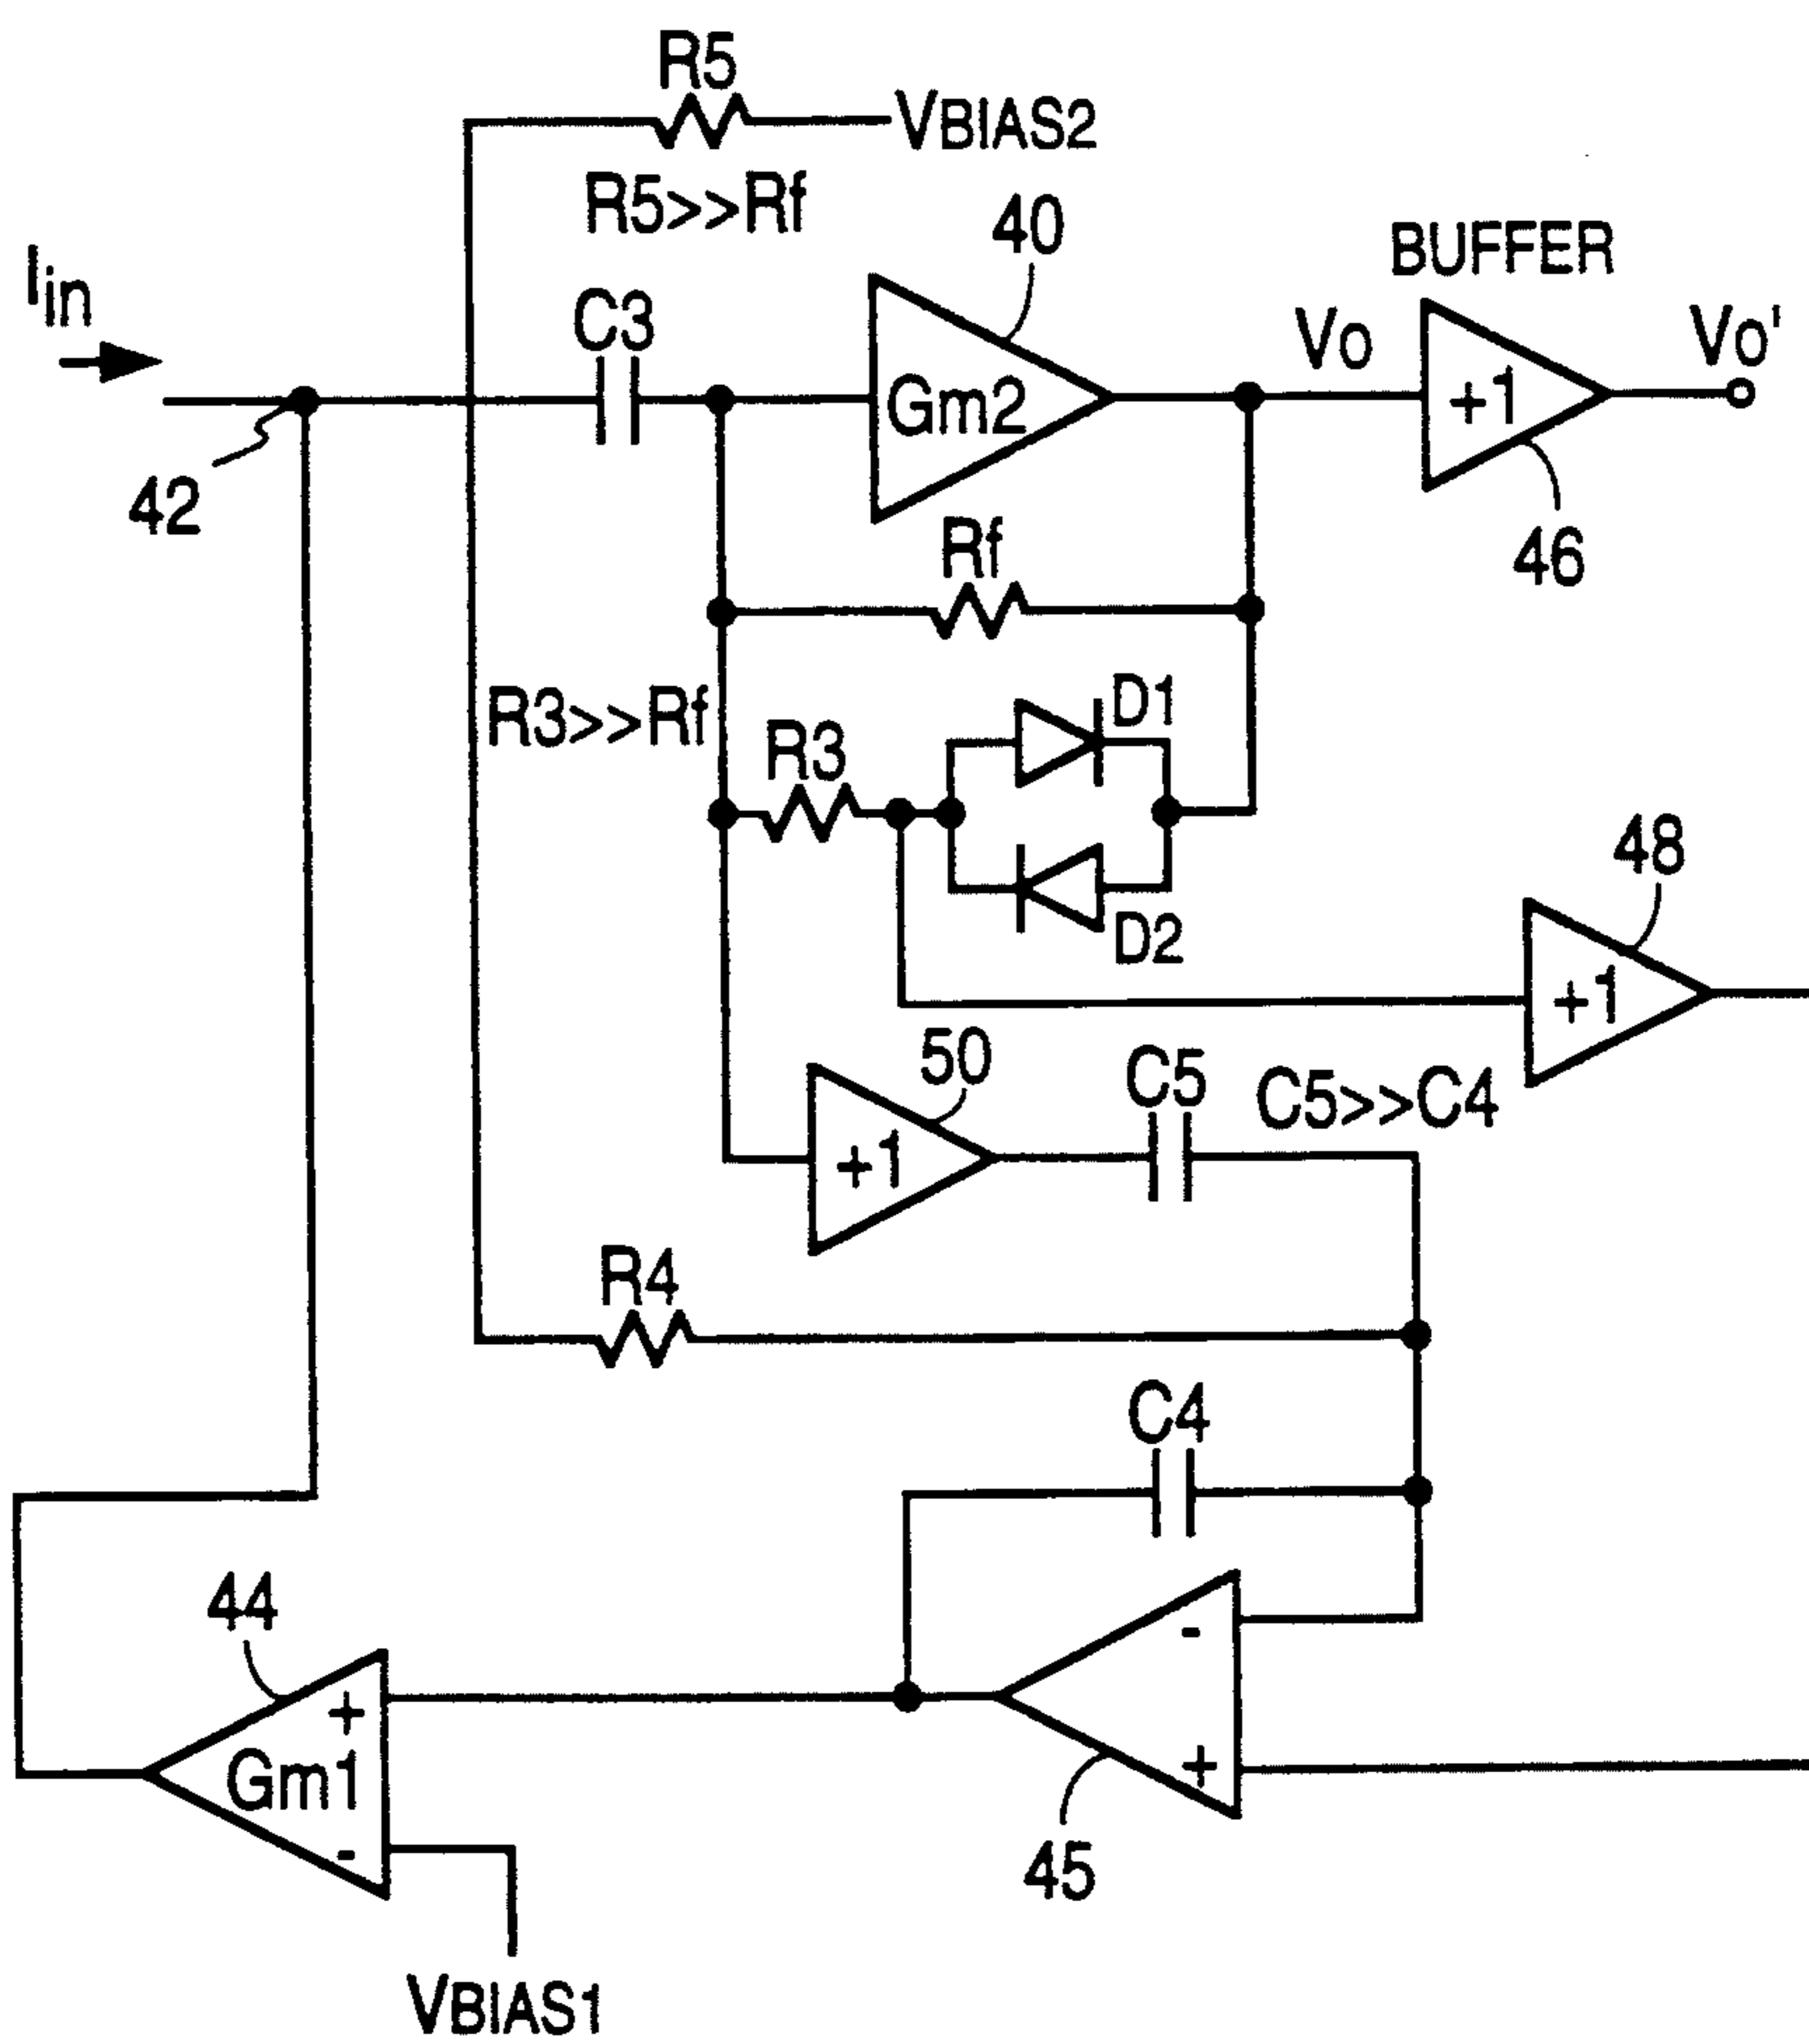 R5
VBIAS2
R5>>Rf
40
BUFFER
Iin
C3
Gm2
Vo
+1
Vo'
42
46
Rf
R3>>Rf
R3
D1
D2
48
+1
50
+1
C5
C5>>C4
R4
C4
44
+
Gm1
-
-
+
45
VBIAS1